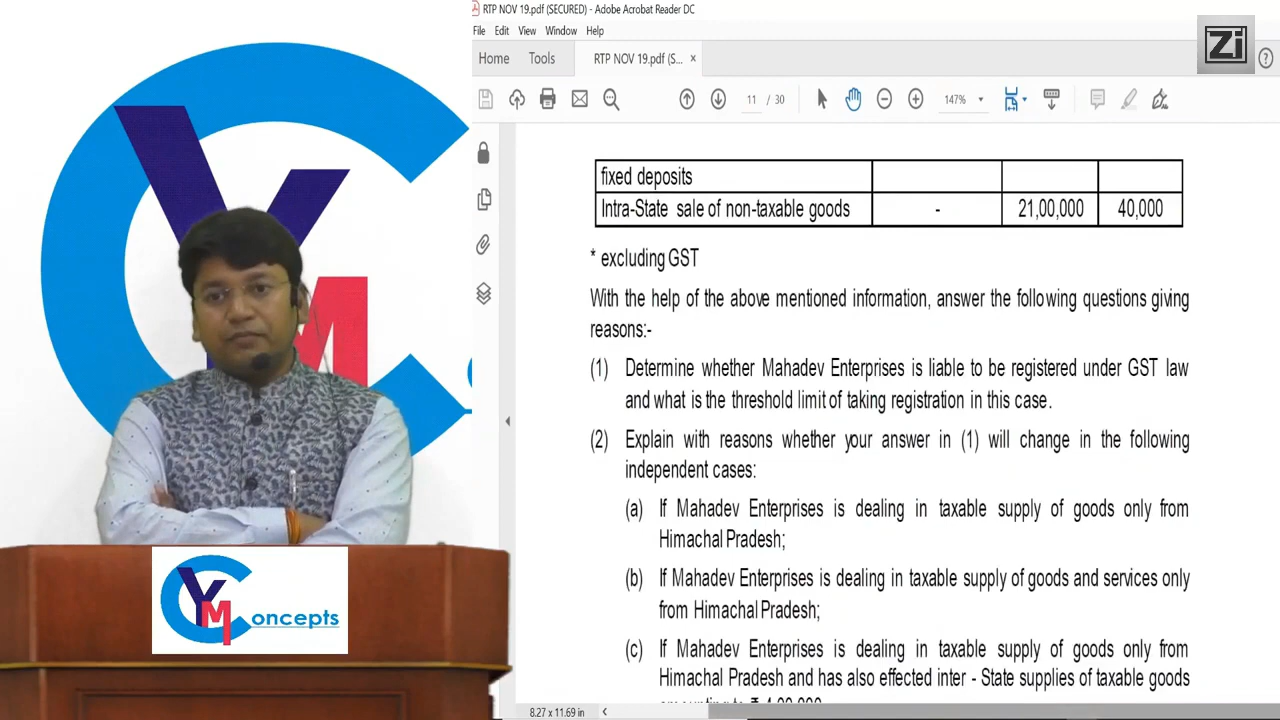 RTP NOV 19.pdf (SECURED) - Adobe Acrobat Reader DC
File Edit View Window Help
Home Tools RTP NOV 19.pdf (S... ×
11 / 30 147%
Zi
fixed deposits
Intra-State sale of non-taxable goods - 21,00,000 40,000
* excluding GST
With the help of the above mentioned information, answer the following questions giving
reasons:-
(1) Determine whether Mahadev Enterprises is liable to be registered under GST law
and what is the threshold limit of taking registration in this case.
(2) Explain with reasons whether your answer in (1) will change in the following
independent cases:
(a) If Mahadev Enterprises is dealing in taxable supply of goods only from
Himachal Pradesh;
(b) If Mahadev Enterprises is dealing in taxable supply of goods and services only
from Himachal Pradesh;
(c) If Mahadev Enterprises is dealing in taxable supply of goods only from
Himachal Pradesh and has also effected inter - State supplies of taxable goods
8.27 x 11.69 in
CYM
CYM
oncepts